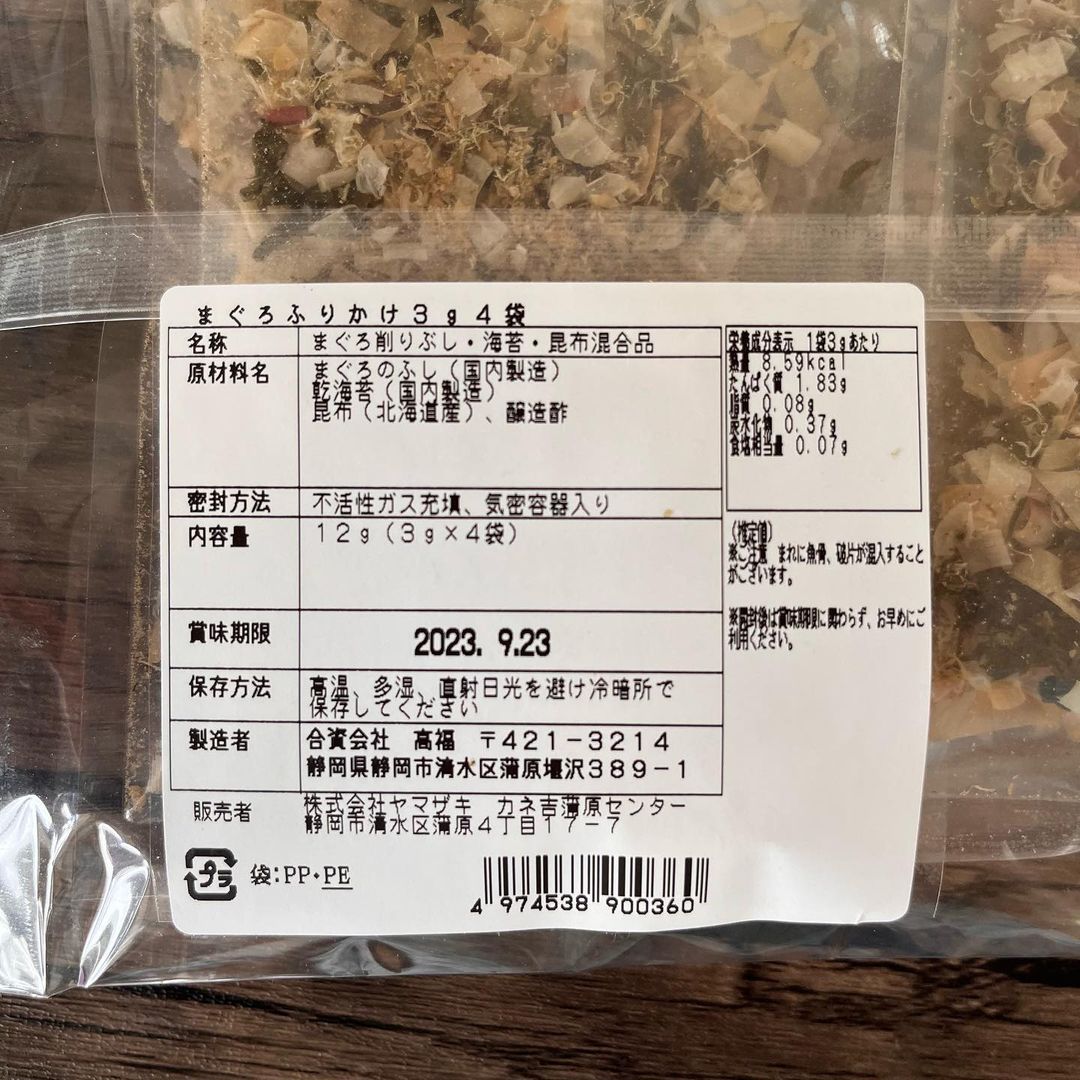 まぐろふりかけ3g4袋
名称 まぐろ削りぶし・海苔・昆布混合品
原材料名 まぐろのふし(国内製造)
乾海苔(国内製造)
昆布(北海道産)、醸造酢
密封方法 不活性ガス充填、気密容器入り
内容量 12g(3g×4袋)
賞味期限 2023. 9.23
保存方法 高温、多湿、直射日光を避け冷暗所で
保存してください
製造者 合資会社 高福 〒421-3214
静岡県静岡市清水区蒲原堰沢389-1
販売者 株式会社ヤマザキ カネ吉蒲原センター
静岡市清水区蒲原4丁目17-7
プラ 袋:PP・PE
4 974538 900360
栄養成分表示 1袋3gあたり
熱量 8.59kcal
たんぱく質 1.83g
脂質 0.08g
炭水化物 0.37g
食塩相当量 0.07g
(推定値)
※ご注意 まれに魚骨、破片が混入すること
がございます。
※開封後は賞味期限に関わらず、お早めにご
利用ください。